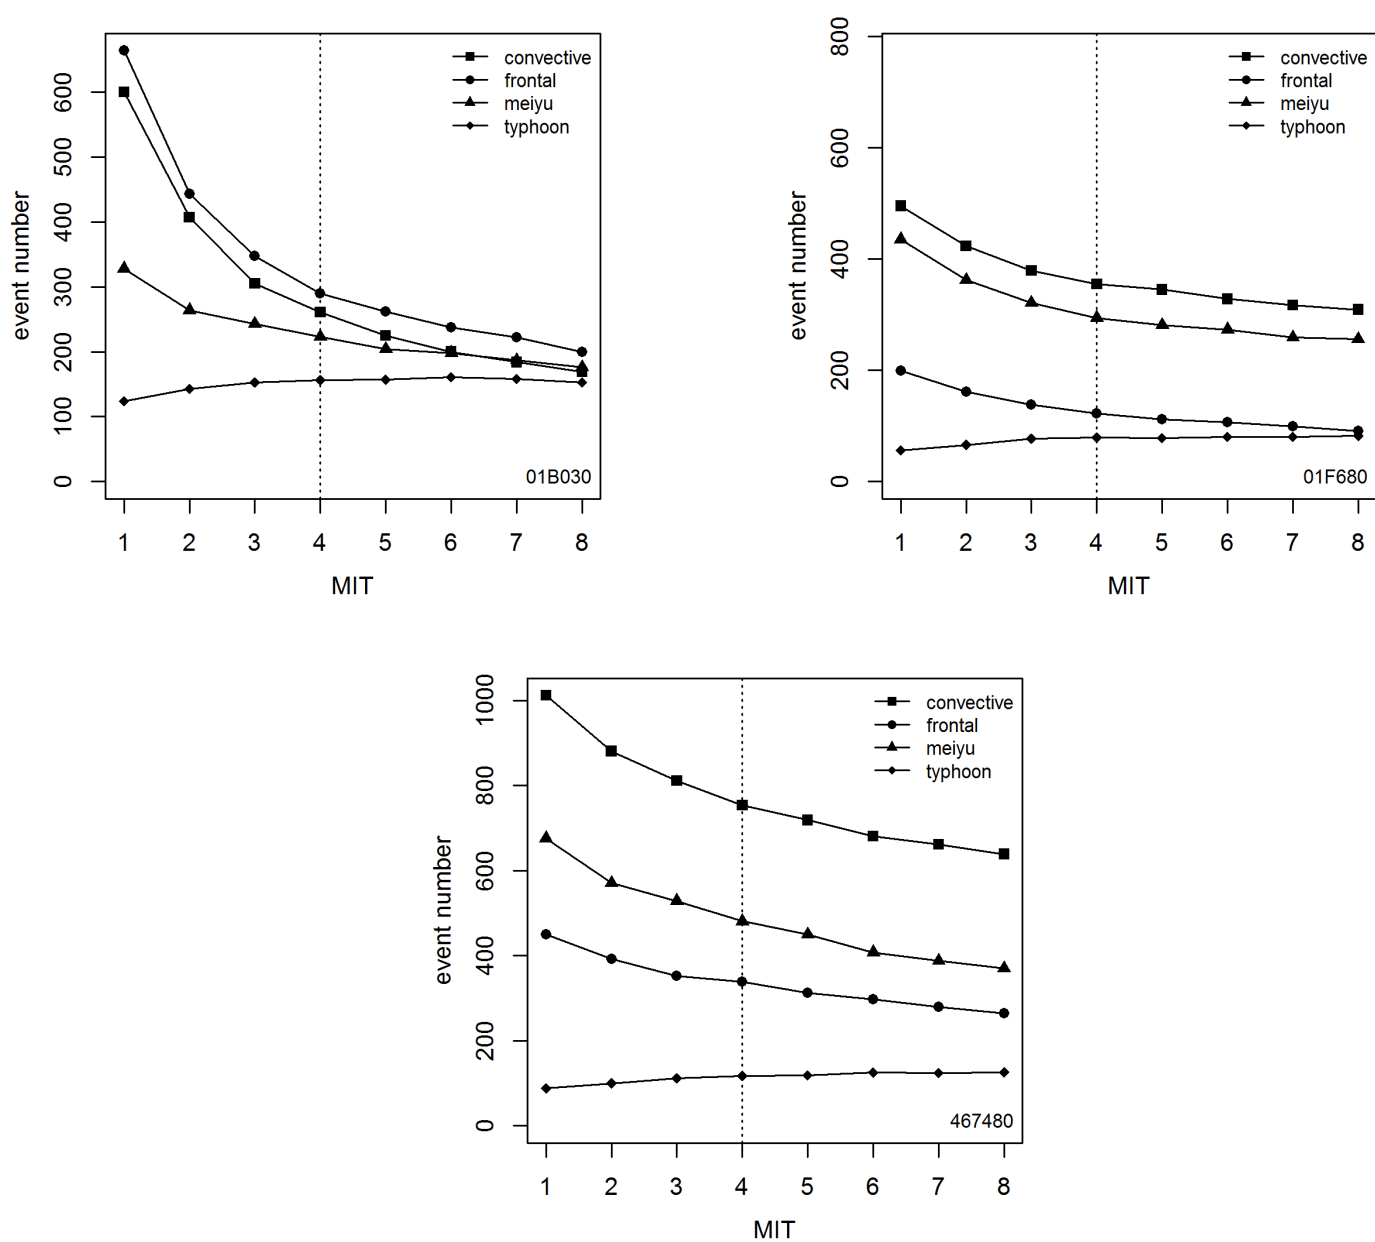 event number
600
500
400
300
200
100
0
convective
frontal
meiyu
typhoon
01B030
1 2 3 4 5 6 7 8
MIT
event number
800
600
400
200
0
convective
frontal
meiyu
typhoon
01F680
1 2 3 4 5 6 7 8
MIT
event number
1000
800
600
400
200
0
convective
frontal
meiyu
typhoon
467480
1 2 3 4 5 6 7 8
MIT